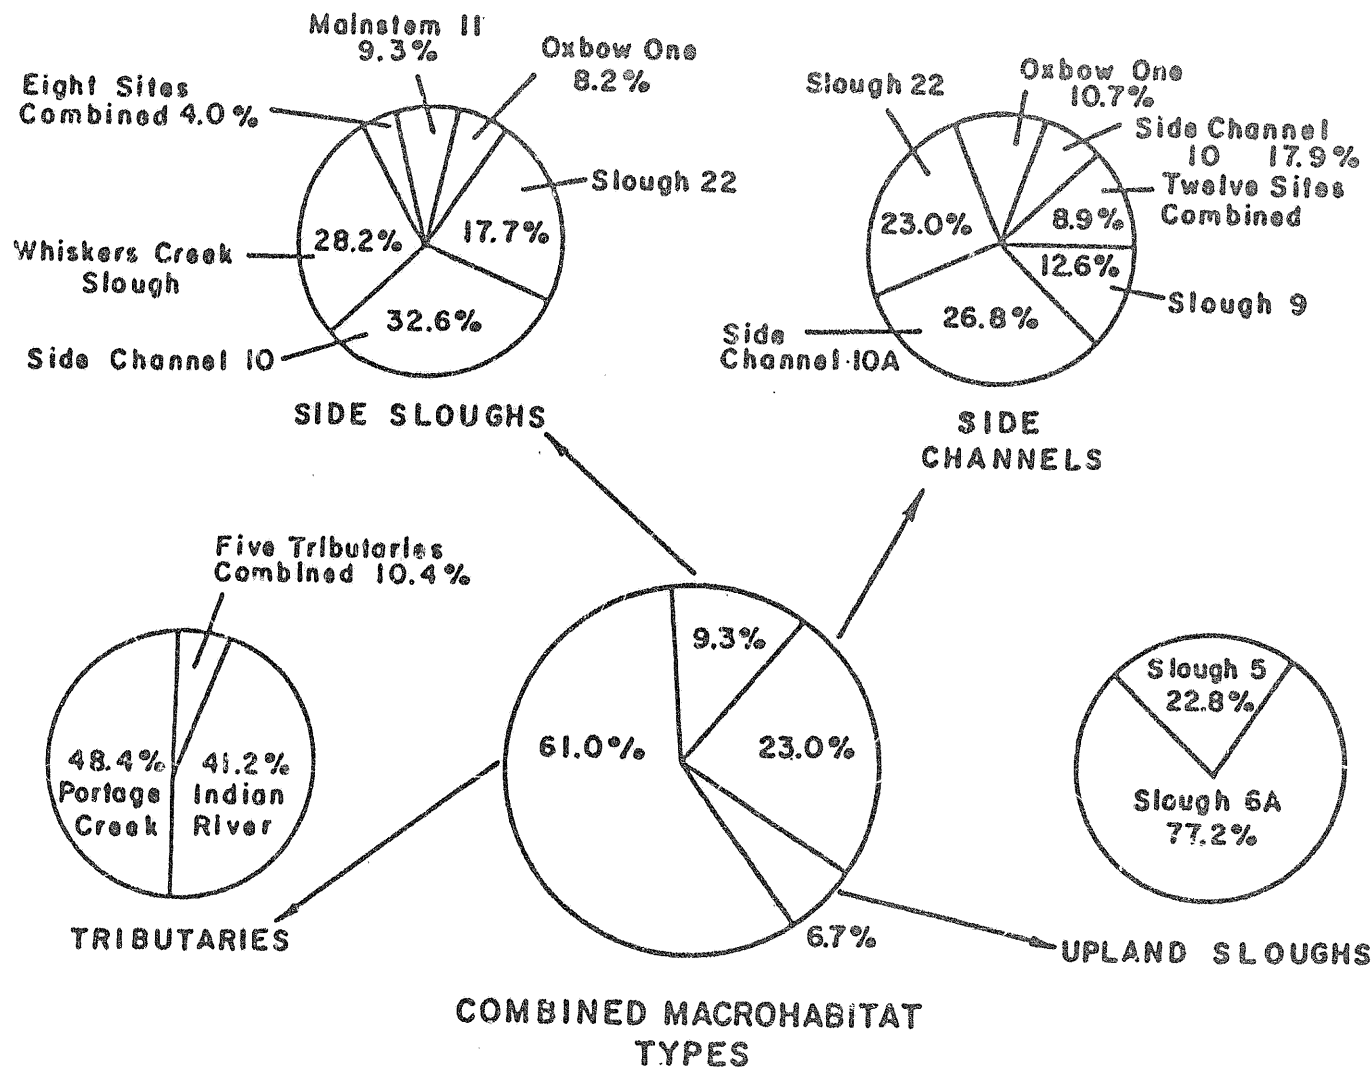 Mainstem II
9.3%
Oxbow One
8.2%
Eight Sites
Combined 4.0%
Slough 22
17.7%
28.2%
Whiskers Creek
Slough
32.6%
Side Channel 10
SIDE SLOUGHS
Slough 22
Oxbow One
10.7%
Side Channel
10 17.9%
Twelve Sites
Combined
8.9%
23.0%
12.6%
Slough 9
26.8%
Side
Channel 10A
SIDE
CHANNELS
Five Tributaries
Combined 10.4%
48.4%
Portage
Creek
41.2%
Indian
River
TRIBUTARIES
9.3%
61.0%
23.0%
6.7%
Slough 5
22.8%
Slough 6A
77.2%
UPLAND SLOUGHS
COMBINED MACROHABITAT
TYPES